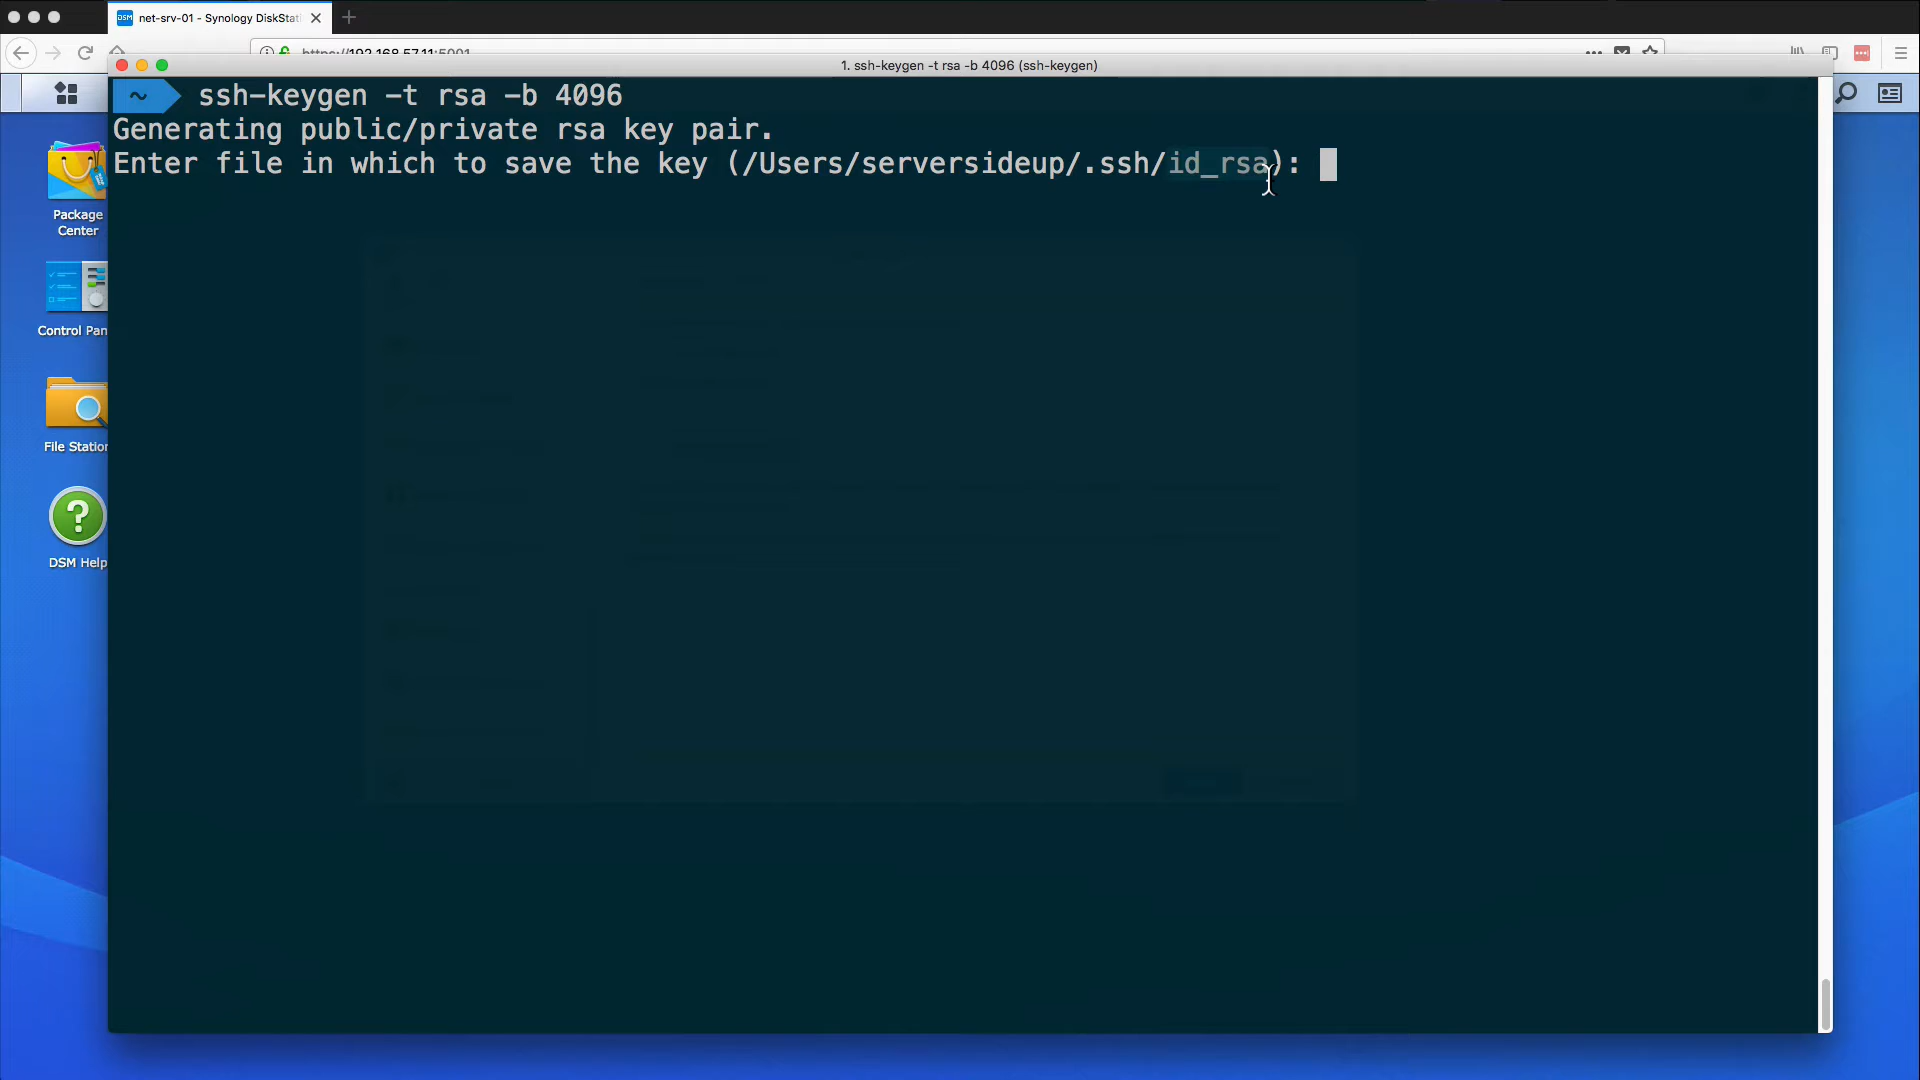 net-srv-01 - Synology DiskStati
https://192.168.57.11:5001
1. ssh-keygen -t rsa -b 4096 (ssh-keygen)
~ ssh-keygen -t rsa -b 4096
Generating public/private rsa key pair.
Enter file in which to save the key (/Users/serversideup/.ssh/id_rsa):
Package
Center
Control Pan
File Station
DSM Help